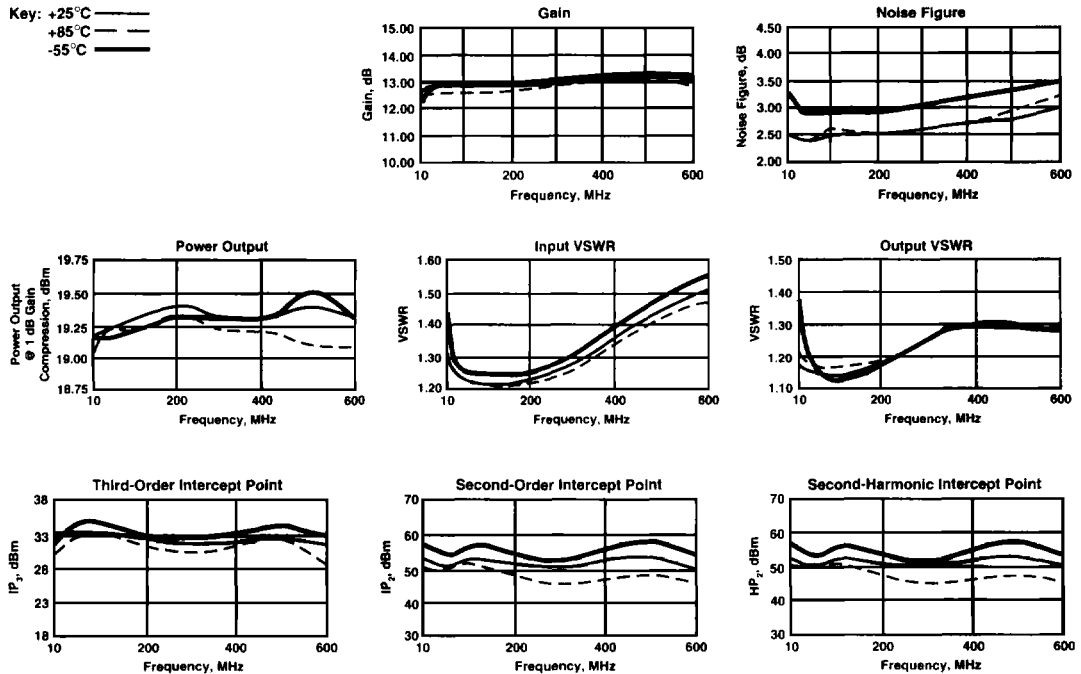 Key: +25°C
+85°C
-55°C
Gain
Gain, dB
15.00
14.00
13.00
12.00
11.00
10.00
10
200
400
600
Frequency, MHz
Noise Figure
Noise Figure, dB
4.50
4.00
3.50
3.00
2.50
2.00
10
200
400
600
Frequency, MHz
Power Output
Power Output
@ 1 dB Gain
Compression, dBm
19.75
19.50
19.25
19.00
18.75
10
200
400
600
Frequency, MHz
Input VSWR
VSWR
1.60
1.50
1.40
1.30
1.20
10
200
400
600
Frequency, MHz
Output VSWR
VSWR
1.50
1.40
1.30
1.20
1.10
10
200
400
600
Frequency, MHz
Third-Order Intercept Point
IP3, dBm
38
33
28
23
18
10
200
400
600
Frequency, MHz
Second-Order Intercept Point
IP2, dBm
70
60
50
40
30
10
200
400
600
Frequency, MHz
Second-Harmonic Intercept Point
HP2, dBm
70
60
50
40
30
10
200
400
600
Frequency, MHz